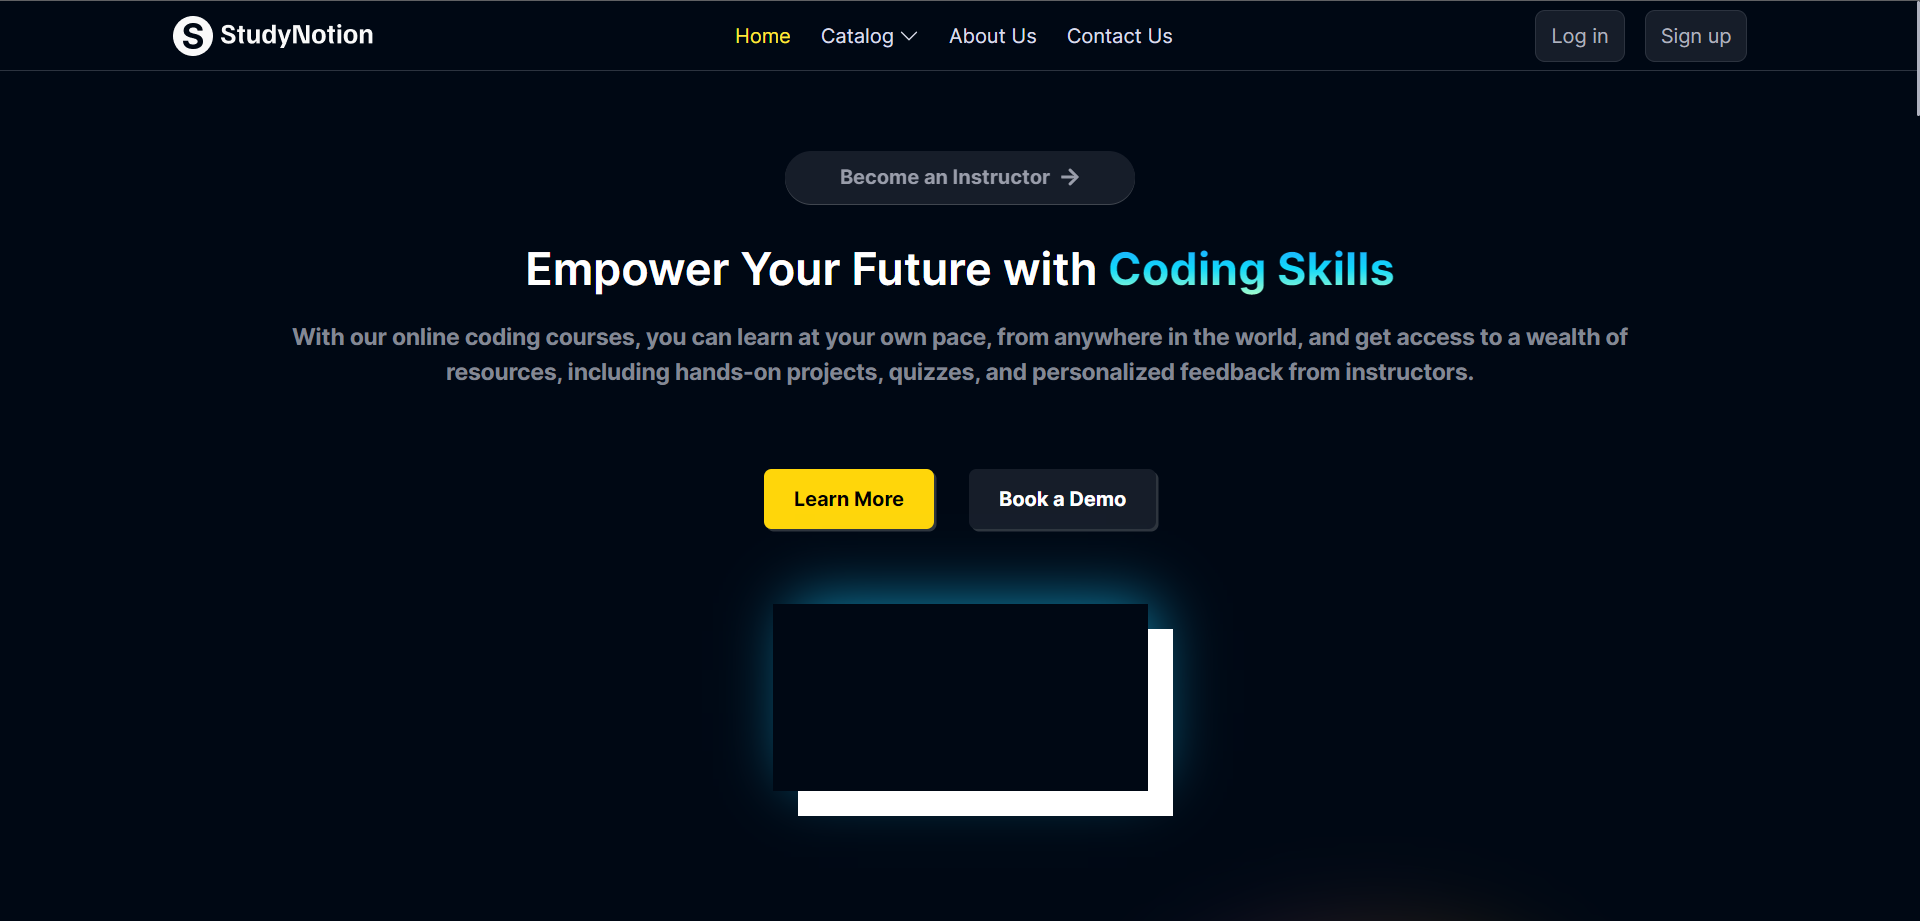 StudyNotion
Home
Catalog
About Us
Contact Us
Log in
Sign up
Become an Instructor
Empower Your Future with Coding Skills
With our online coding courses, you can learn at your own pace, from anywhere in the world, and get access to a wealth of
resources, including hands-on projects, quizzes, and personalized feedback from instructors.
Learn More
Book a Demo